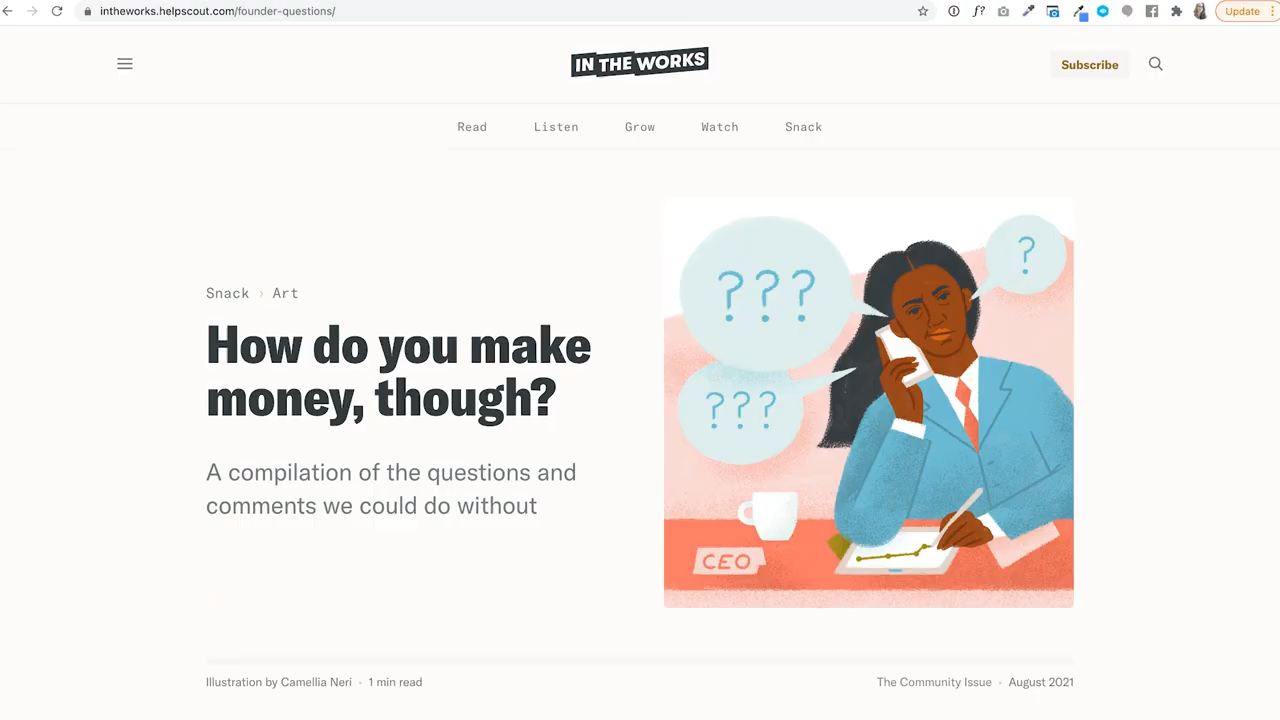 intheworks.helpscout.com/founder-questions/
f?
Update
IN THE WORKS
Subscribe
Read
Listen
Grow
Watch
Snack
Snack › Art
How do you make
money, though?
A compilation of the questions and
comments we could do without
???
?
???
CEO
Illustration by Camellia Neri • 1 min read
The Community Issue • August 2021